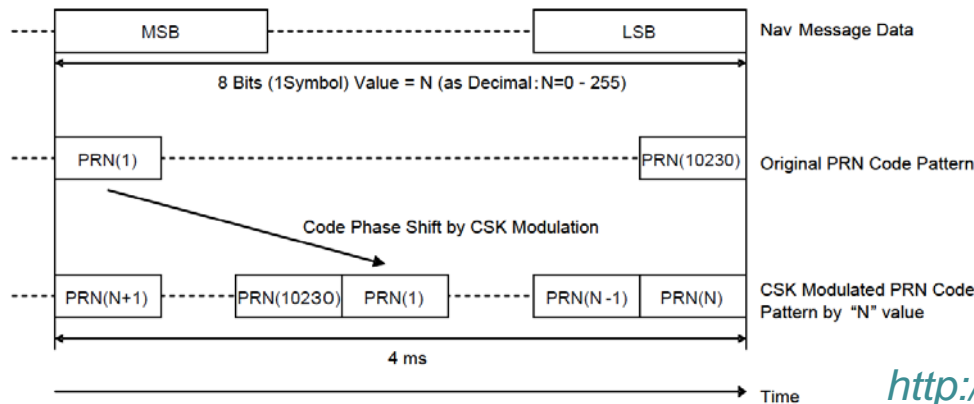 MSB
LSB
Nav Message Data
8 Bits (1Symbol) Value = N (as Decimal:N=0 - 255)
PRN(1)
PRN(10230)
Original PRN Code Pattern
Code Phase Shift by CSK Modulation
PRN(N+1)
PRN(10230)
PRN(1)
PRN(N-1)
PRN(N)
CSK Modulated PRN Code
Pattern by “N” value
4 ms
Time
http:/